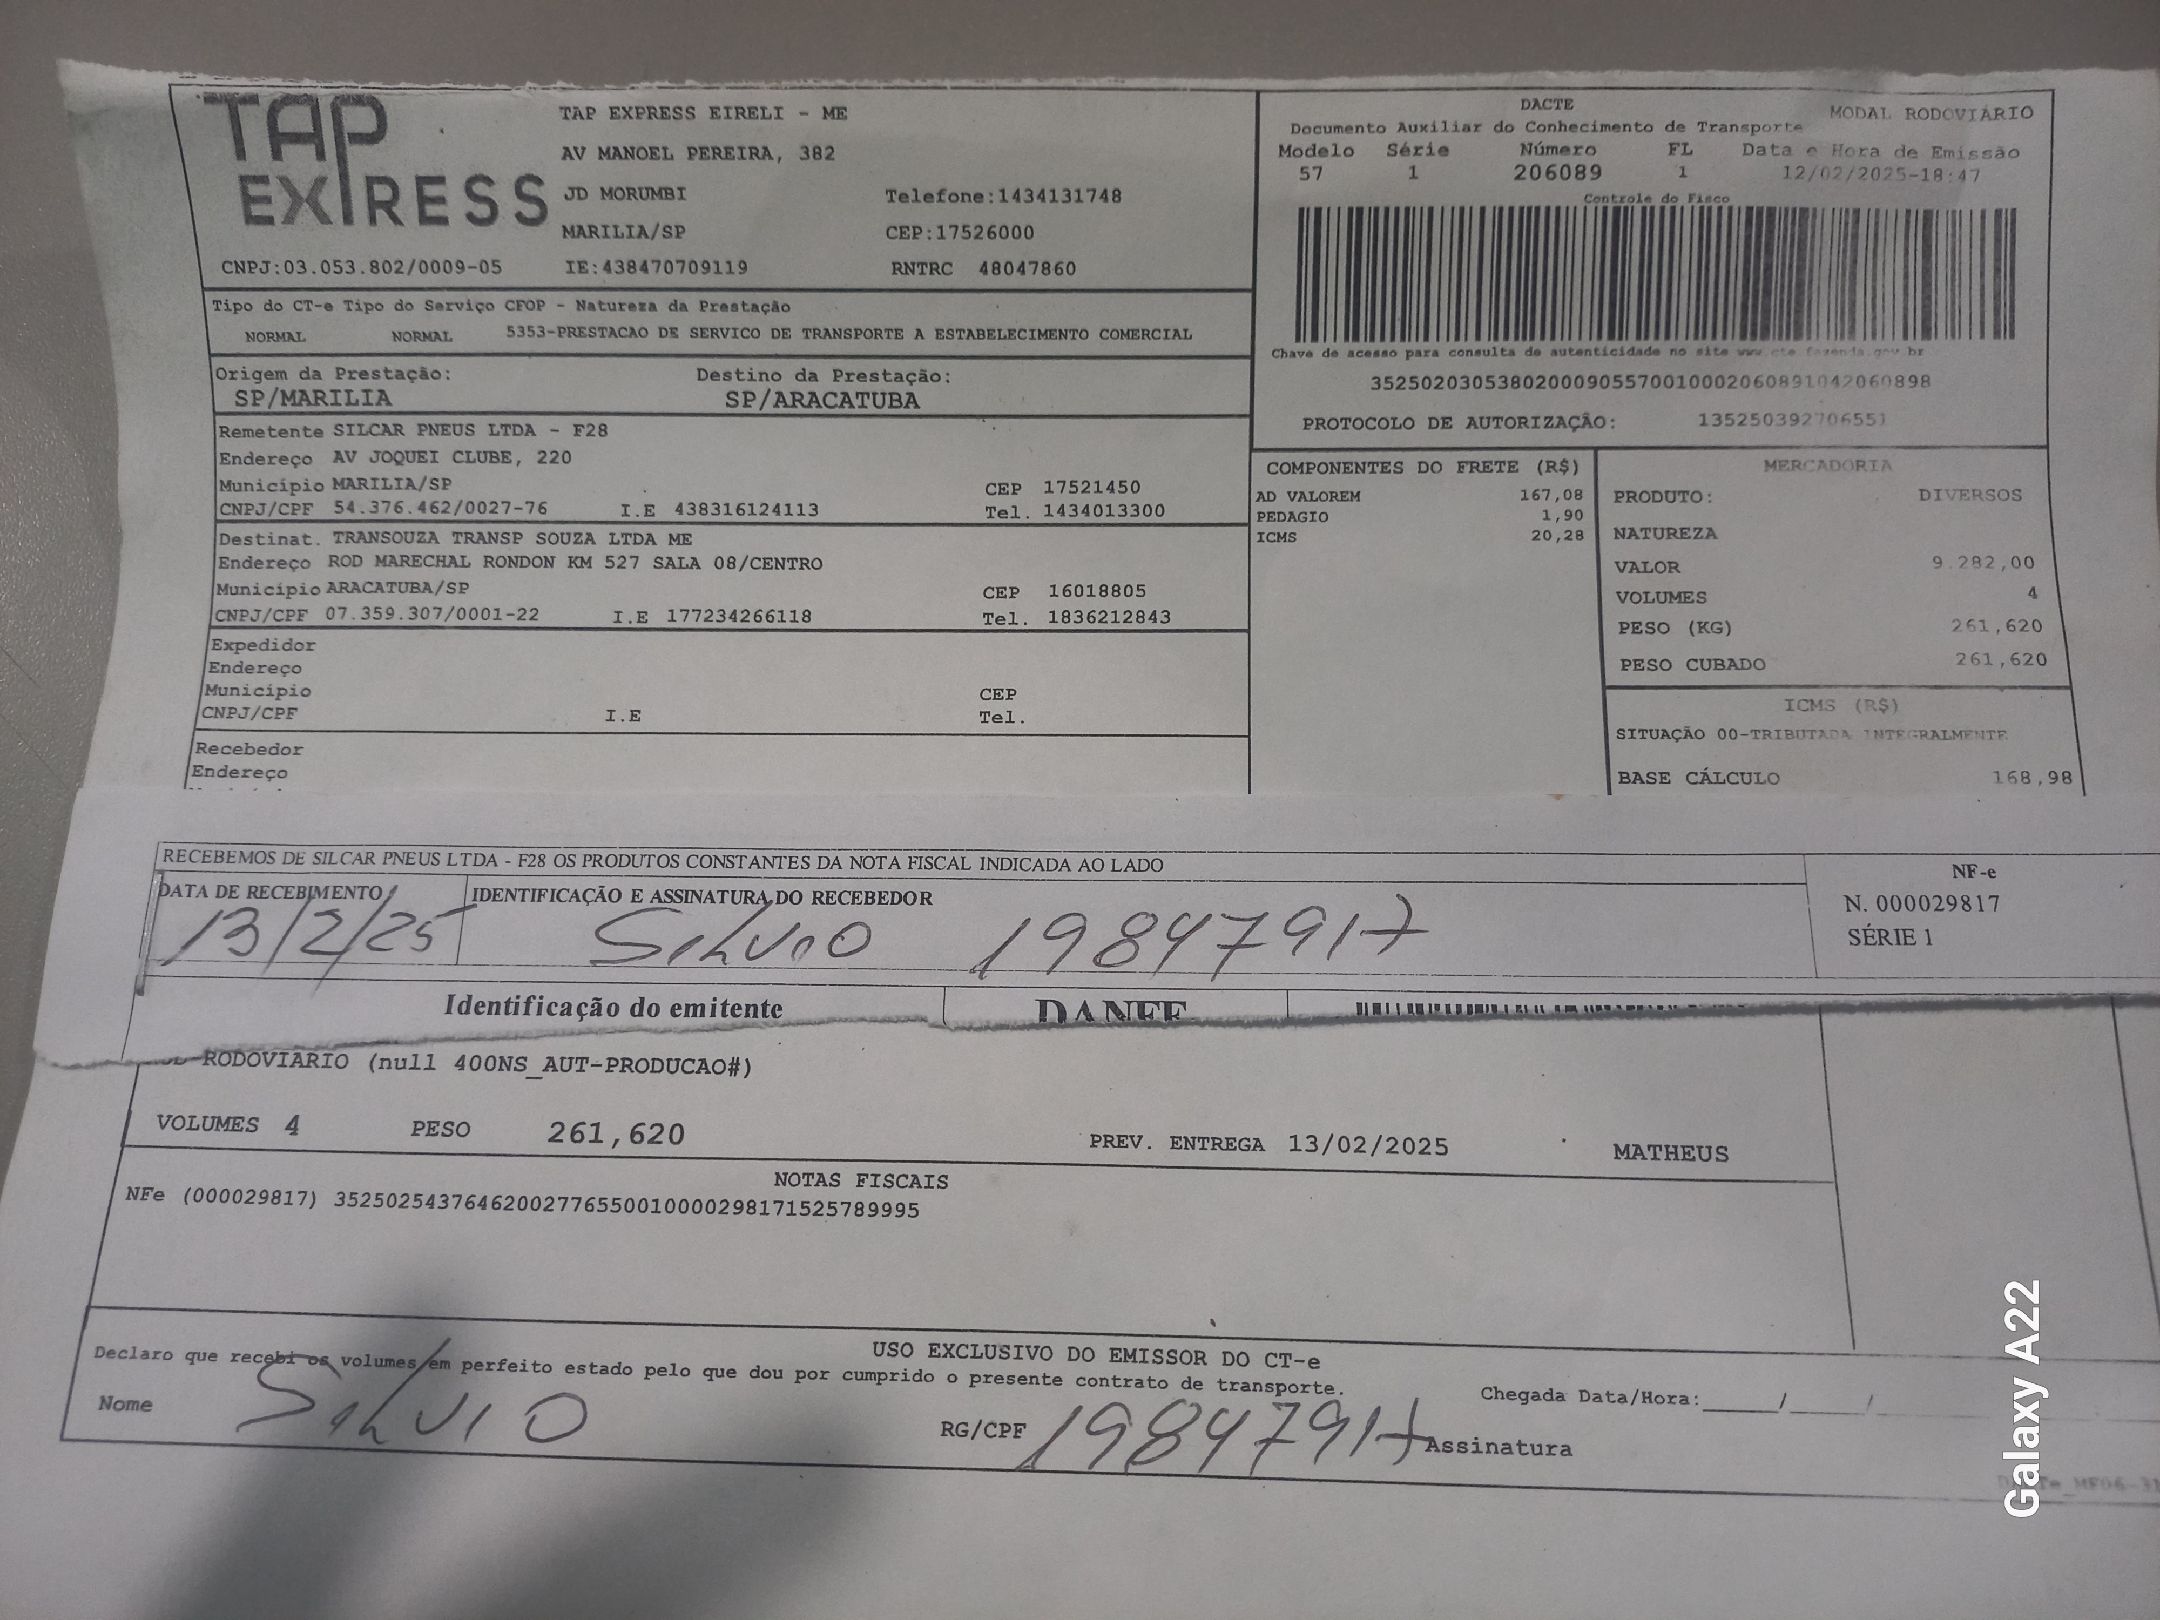 TAP EXPRESS
TAP EXPRESS EIRELI - ME
AV MANOEL PEREIRA, 382
JD MORUMBI Telefone:1434131748
MARILIA/SP CEP:17526000
CNPJ:03.053.802/0009-05 IE:438470709119 RNTRC 48047860
DACTE MODAL RODOVIÁRIO
Documento Auxiliar do Conhecimento de Transporte
Modelo Série Número FL Data e Hora de Emissão
57 1 206089 1 12/02/2025-18:47
Controle do Fisco
Chave de acesso para consulta de autenticidade no site www.cte.fazenda.gov.br
35250203053802000905570010002060891042060898
PROTOCOLO DE AUTORIZAÇÃO: 135250392706551
Tipo do CT-e Tipo do Serviço CFOP - Natureza da Prestação
NORMAL NORMAL 5353-PRESTACAO DE SERVICO DE TRANSPORTE A ESTABELECIMENTO COMERCIAL
Origem da Prestação: Destino da Prestação:
SP/MARILIA SP/ARACATUBA
Remetente SILCAR PNEUS LTDA - F28
Endereço AV JOQUEI CLUBE, 220
Município MARILIA/SP CEP 17521450
CNPJ/CPF 54.376.462/0027-76 I.E 438316124113 Tel. 1434013300
Destinat. TRANSOUZA TRANSP SOUZA LTDA ME
Endereço ROD MARECHAL RONDON KM 527 SALA 08/CENTRO
Município ARACATUBA/SP CEP 16018805
CNPJ/CPF 07.359.307/0001-22 I.E 177234266118 Tel. 1836212843
Expedidor
Endereço
Município CEP
CNPJ/CPF I.E Tel.
Recebedor
Endereço
COMPONENTES DO FRETE (R$)
AD VALOREM 167,08
PEDAGIO 1,90
ICMS 20,28
MERCADORIA
PRODUTO: DIVERSOS
NATUREZA
VALOR 9.282,00
VOLUMES 4
PESO (KG) 261,620
PESO CUBADO 261,620
ICMS (R$)
SITUAÇÃO 00-TRIBUTADA INTEGRALMENTE
BASE CÁLCULO 168,98
RECEBEMOS DE SILCAR PNEUS LTDA - F28 OS PRODUTOS CONSTANTES DA NOTA FISCAL INDICADA AO LADO
DATA DE RECEBIMENTO IDENTIFICAÇÃO E ASSINATURA DO RECEBEDOR
13/2/25 SILVIO 19847917
NF-e
N. 000029817
SÉRIE 1
Identificação do emitente DANFE
RODOVIARIO (null 400NS_AUT-PRODUCAO#)
VOLUMES 4 PESO 261,620 PREV. ENTREGA 13/02/2025 MATHEUS
NOTAS FISCAIS
NFe (000029817) 35250254376462002776550010000298171525789995
USO EXCLUSIVO DO EMISSOR DO CT-e
Declaro que recebi os volumes em perfeito estado pelo que dou por cumprido o presente contrato de transporte.
Chegada Data/Hora:_____/_____/
Nome SILVIO RG/CPF 19847917 Assinatura
Galaxy A22